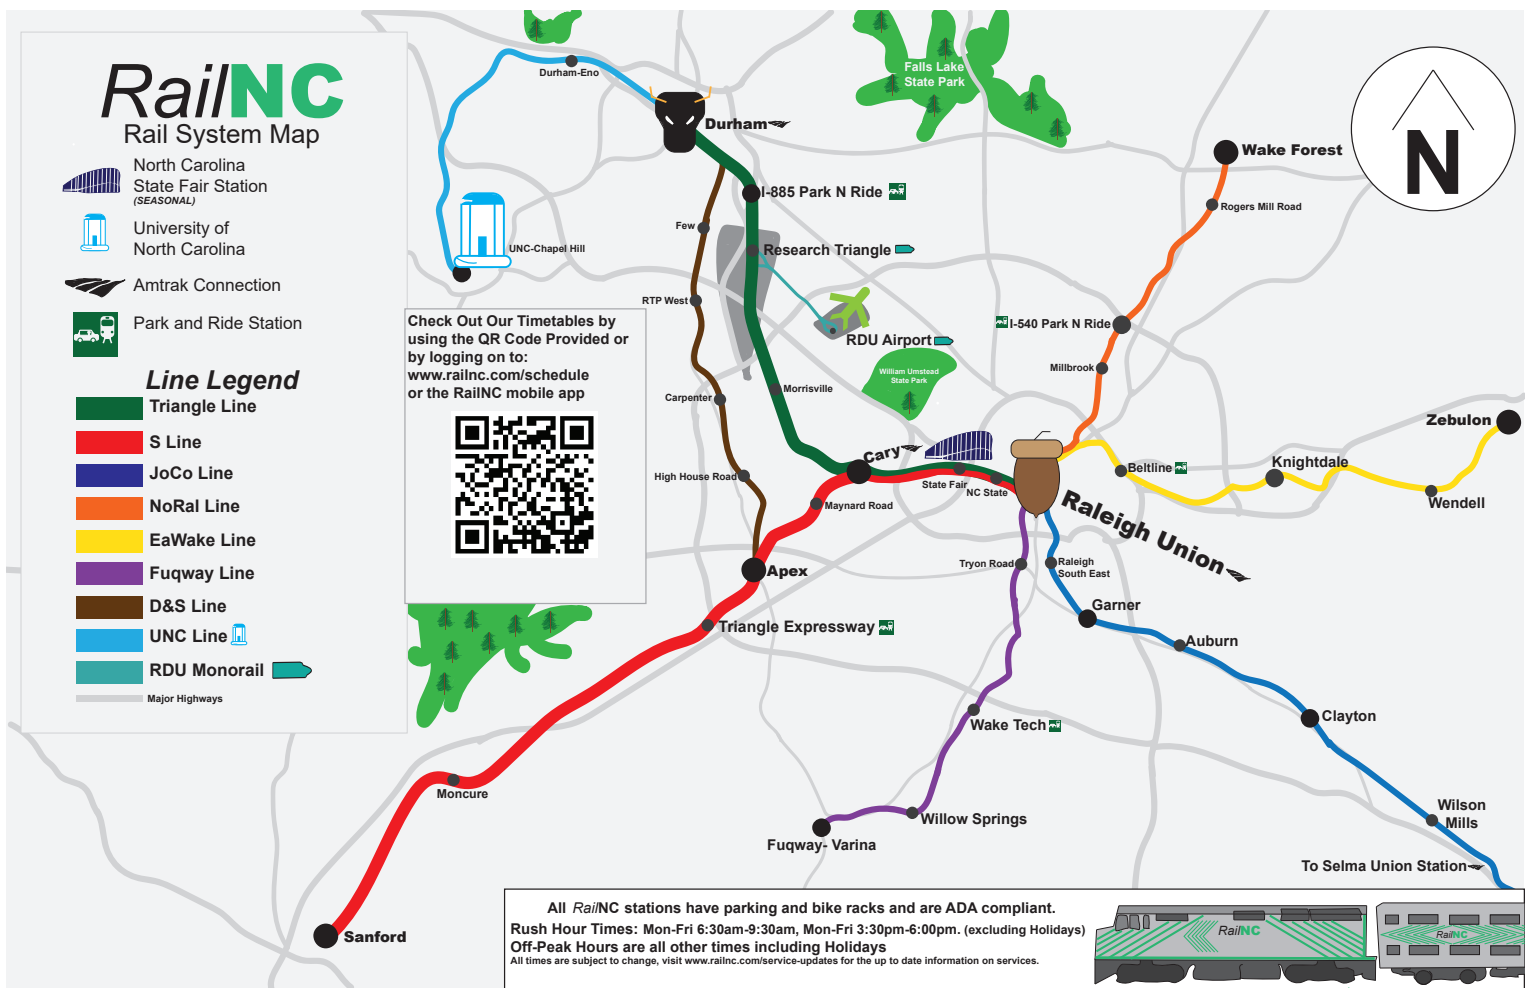 RailNC
Rail System Map
North Carolina
State Fair Station
(SEASONAL)
University of
North Carolina
Amtrak Connection
Park and Ride Station
Line Legend
Triangle Line
S Line
JoCo Line
NoRal Line
EaWake Line
Fuqway Line
D&S Line
UNC Line
RDU Monorail
Major Highways
Check Out Our Timetables by
using the QR Code Provided or
by logging on to:
www.railnc.com/schedule
or the RailNC mobile app
Durham-Eno
Durham
UNC-Chapel Hill
I-885 Park N Ride
Few
Research Triangle
RTP West
RDU Airport
Morrisville
Carpenter
High House Road
Cary
State Fair
NC State
Maynard Road
Apex
Triangle Expressway
Moncure
Sanford
Falls Lake
State Park
William Umstead
State Park
N
Wake Forest
Rogers Mill Road
I-540 Park N Ride
Millbrook
Zebulon
Beltline
Knightdale
Wendell
Raleigh Union
Tryon Road
Raleigh
South East
Garner
Auburn
Clayton
Wake Tech
Willow Springs
Fuqway- Varina
Wilson
Mills
To Selma Union Station
All RailNC stations have parking and bike racks and are ADA compliant.
Rush Hour Times: Mon-Fri 6:30am-9:30am, Mon-Fri 3:30pm-6:00pm. (excluding Holidays)
Off-Peak Hours are all other times including Holidays
All times are subject to change, visit www.railnc.com/service-updates for the up to date information on services.
RailNC
RailNC